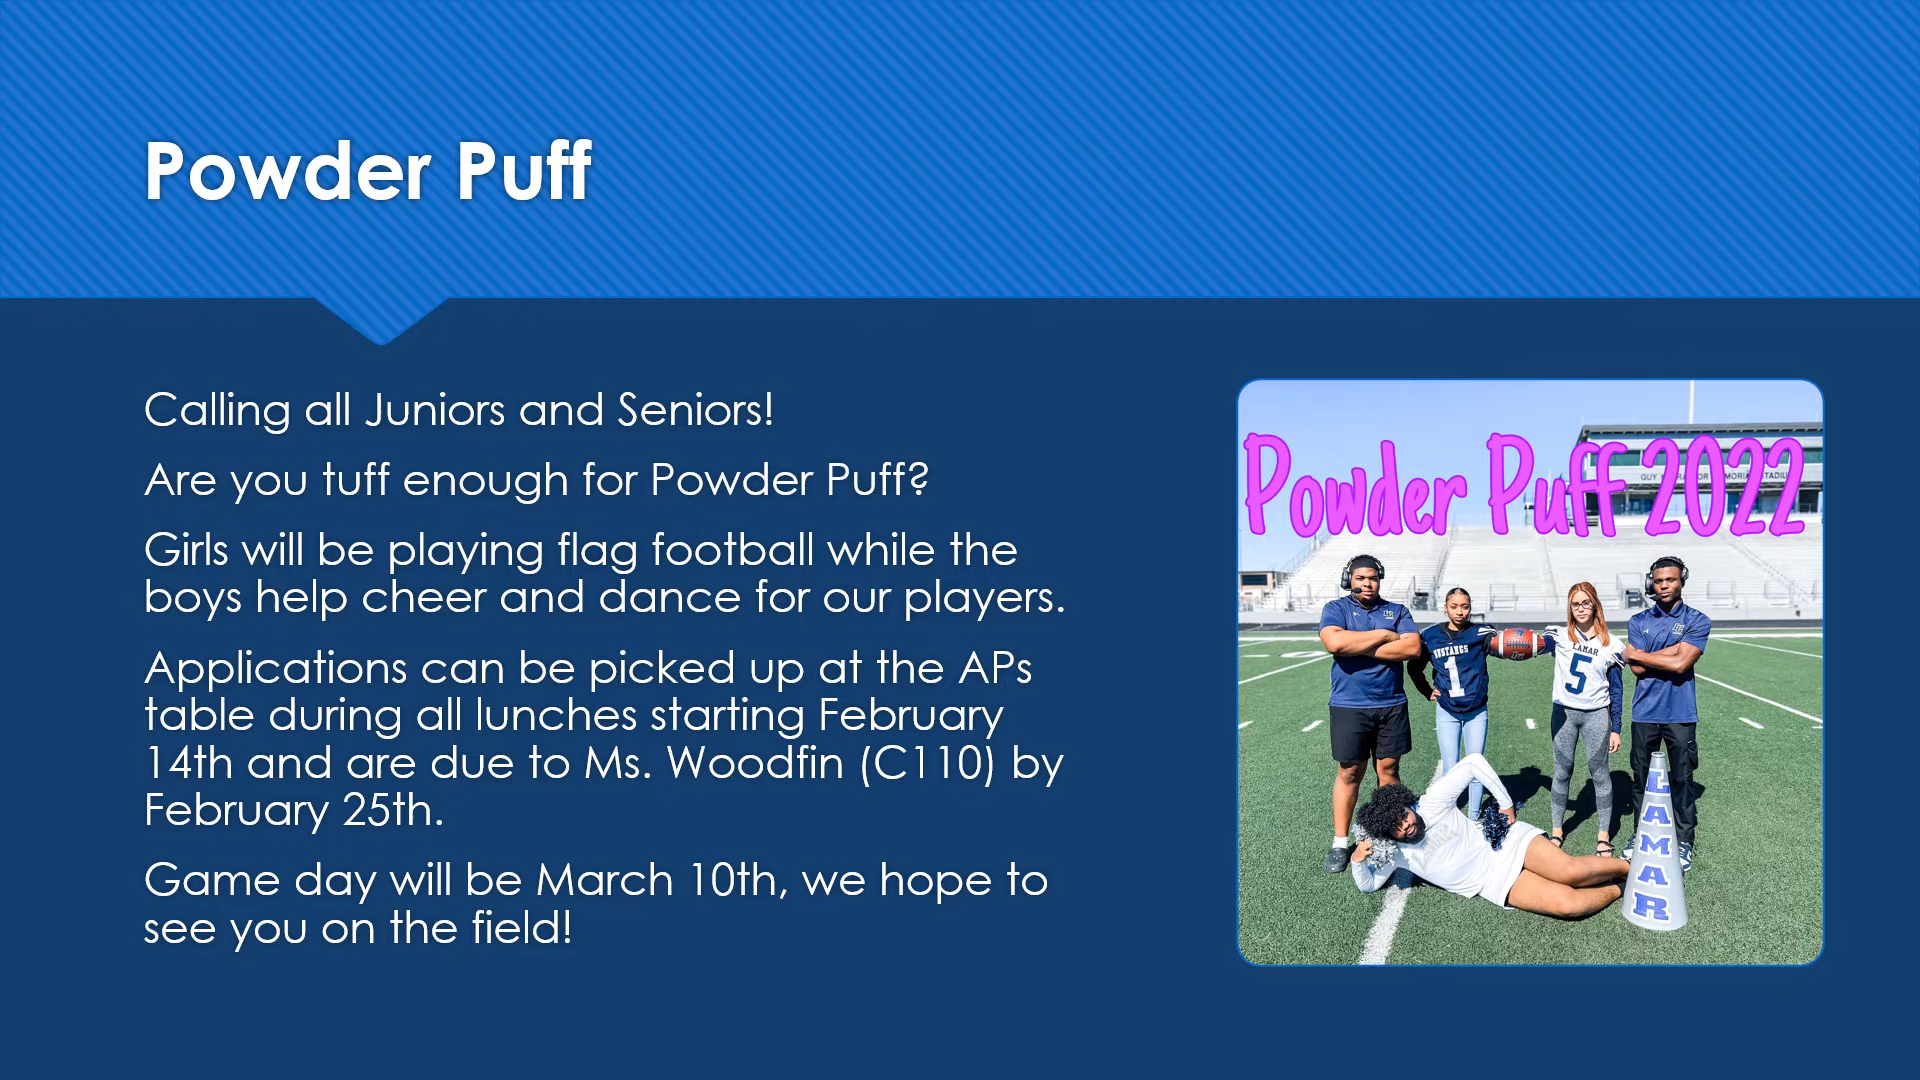 Powder Puff
Calling all Juniors and Seniors!
Are you tuff enough for Powder Puff?
Girls will be playing flag football while the
boys help cheer and dance for our players.
Applications can be picked up at the APs
table during all lunches starting February
14th and are due to Ms. Woodfin (C110) by
February 25th.
Game day will be March 10th, we hope to
see you on the field!
Powder Puff 2022
GUY
STADIU
MUSTANGS
1
LAMAR
5
LAMAR